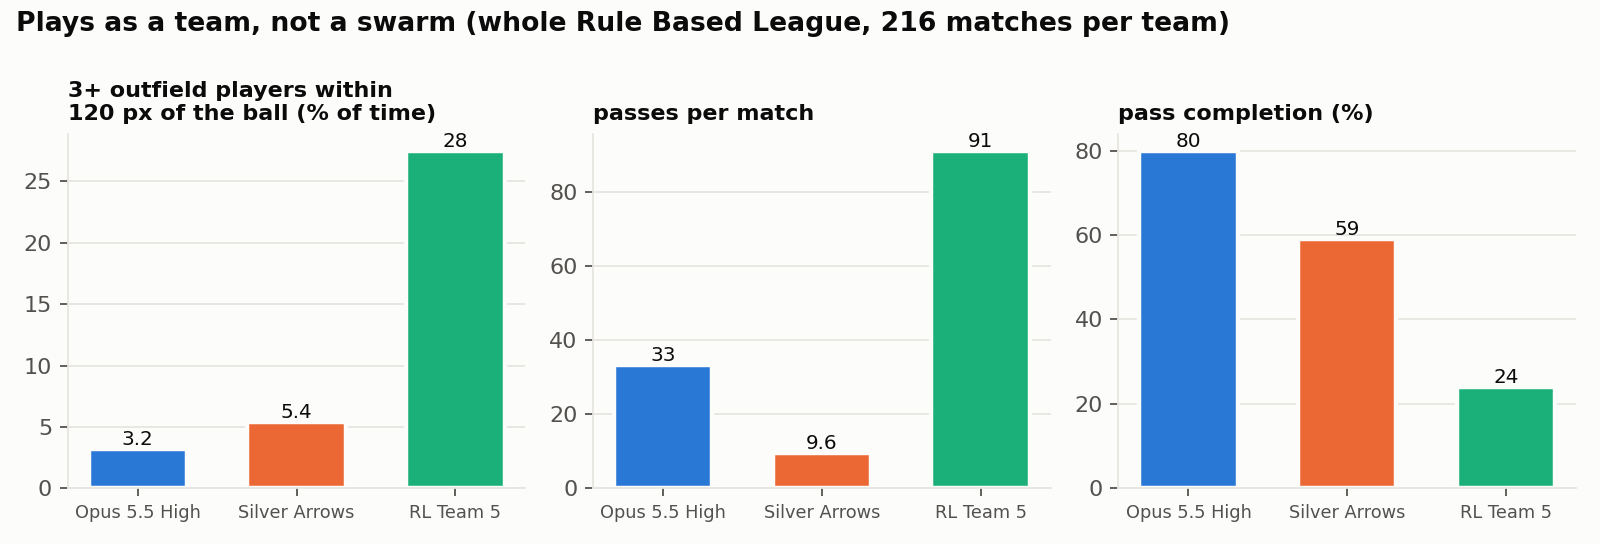 Plays as a team, not a swarm (whole Rule Based League, 216 matches per team)
3+ outfield players within
120 px of the ball (% of time)
28
25
20
15
10
5
0
3.2
5.4
Opus 5.5 High
Silver Arrows
RL Team 5
passes per match
91
80
60
40
20
0
33
9.6
Opus 5.5 High
Silver Arrows
RL Team 5
pass completion (%)
80
80
60
40
20
0
59
24
Opus 5.5 High
Silver Arrows
RL Team 5